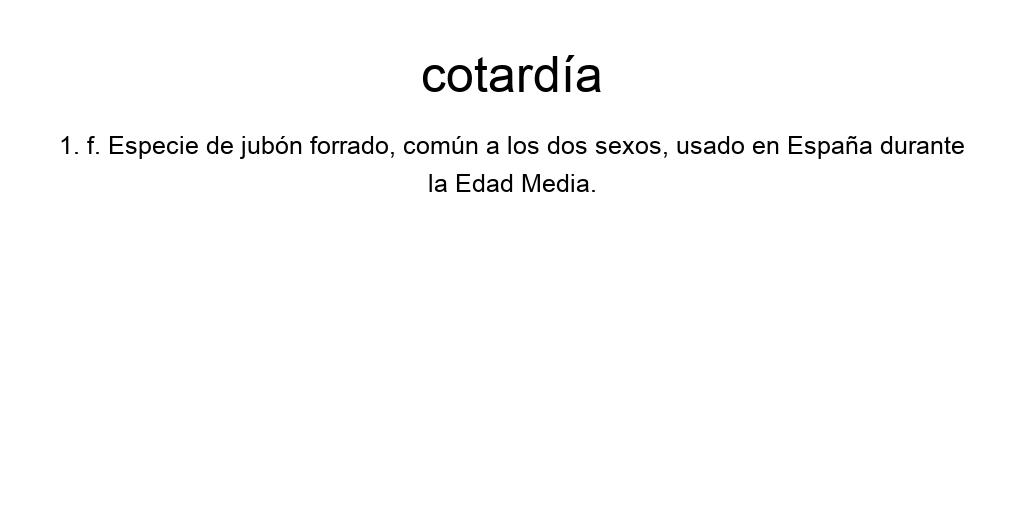 cotardía
1. f. Especie de jubón forrado, común a los dos sexos, usado en España durante
la Edad Media.